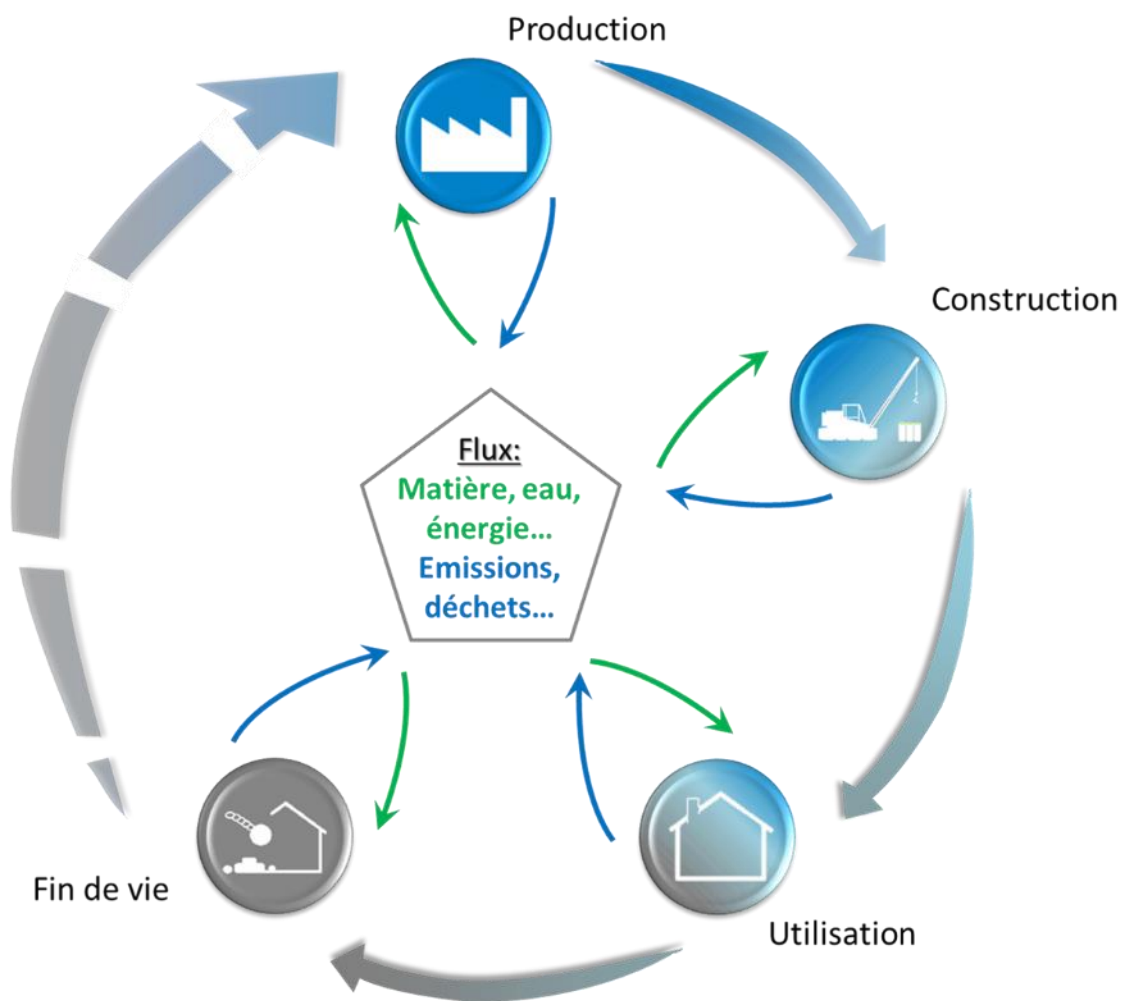 Production
Construction
Flux:
Matière, eau,
énergie...
Emissions,
déchets...
Fin de vie
Utilisation